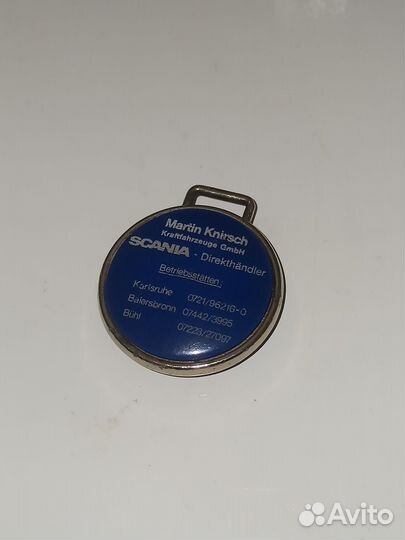 Martin Knirsch
Kraftfahrzeuge GmbH
SCANIA - Direkthändler
Betriebsstätten:
Karlsruhe 0721/96216-0
Baiersbronn 07442/3995
Bühl 07223/27097
Avito